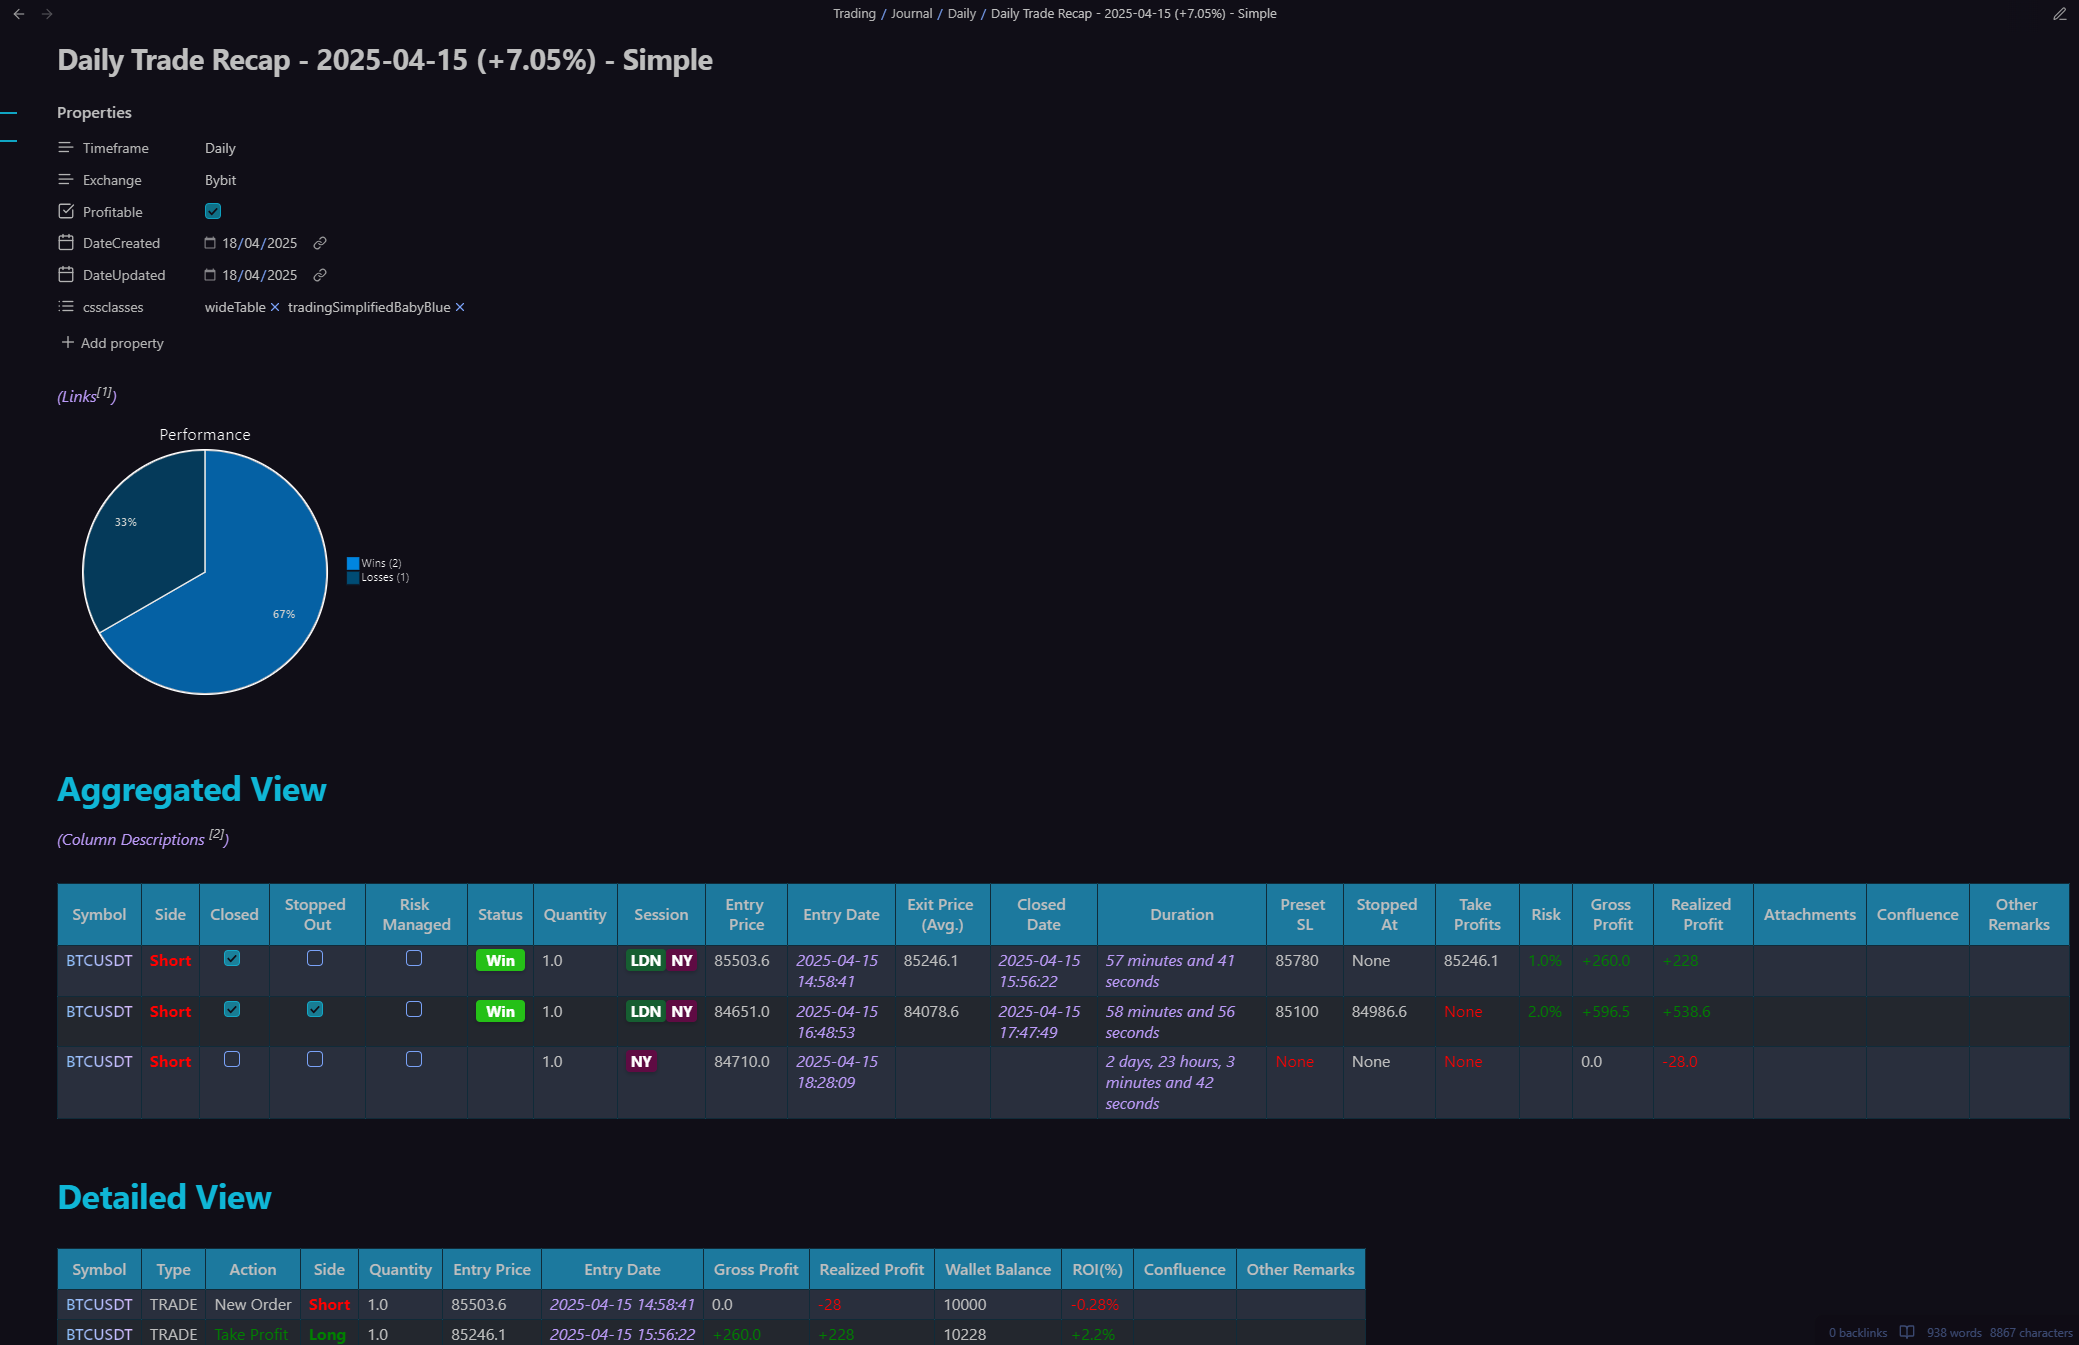 Trading / Journal / Daily / Daily Trade Recap - 2025-04-15 (+7.05%) - Simple
Daily Trade Recap - 2025-04-15 (+7.05%) - Simple
Properties
Timeframe Daily
Exchange Bybit
Profitable
DateCreated 18/04/2025
DateUpdated 18/04/2025
cssclasses wideTable × tradingSimplifiedBabyBlue ×
+ Add property
(Links[1])
Performance
33%
67%
Wins (2)
Losses (1)
Aggregated View
(Column Descriptions [2])
Symbol Side Closed Stopped Out Risk Managed Status Quantity Session Entry Price Entry Date Exit Price (Avg.) Closed Date Duration Preset SL Stopped At Take Profits Risk Gross Profit Realized Profit Attachments Confluence Other Remarks
BTCUSDT Short Win 1.0 LDN NY 85503.6 2025-04-15 14:58:41 85246.1 2025-04-15 15:56:22 57 minutes and 41 seconds 85780 None 85246.1 1.0% +260.0 +228
BTCUSDT Short Win 1.0 LDN NY 84651.0 2025-04-15 16:48:53 84078.6 2025-04-15 17:47:49 58 minutes and 56 seconds 85100 84986.6 None 2.0% +596.5 +538.6
BTCUSDT Short 1.0 NY 84710.0 2025-04-15 18:28:09 2 days, 23 hours, 3 minutes and 42 seconds None None None 0.0 -28.0
Detailed View
Symbol Type Action Side Quantity Entry Price Entry Date Gross Profit Realized Profit Wallet Balance ROI(%) Confluence Other Remarks
BTCUSDT TRADE New Order Short 1.0 85503.6 2025-04-15 14:58:41 0.0 -28 10000 -0.28%
BTCUSDT TRADE Take Profit Long 1.0 85246.1 2025-04-15 15:56:22 +260.0 +228 10228 +2.2%
0 backlinks 938 words 8867 characters